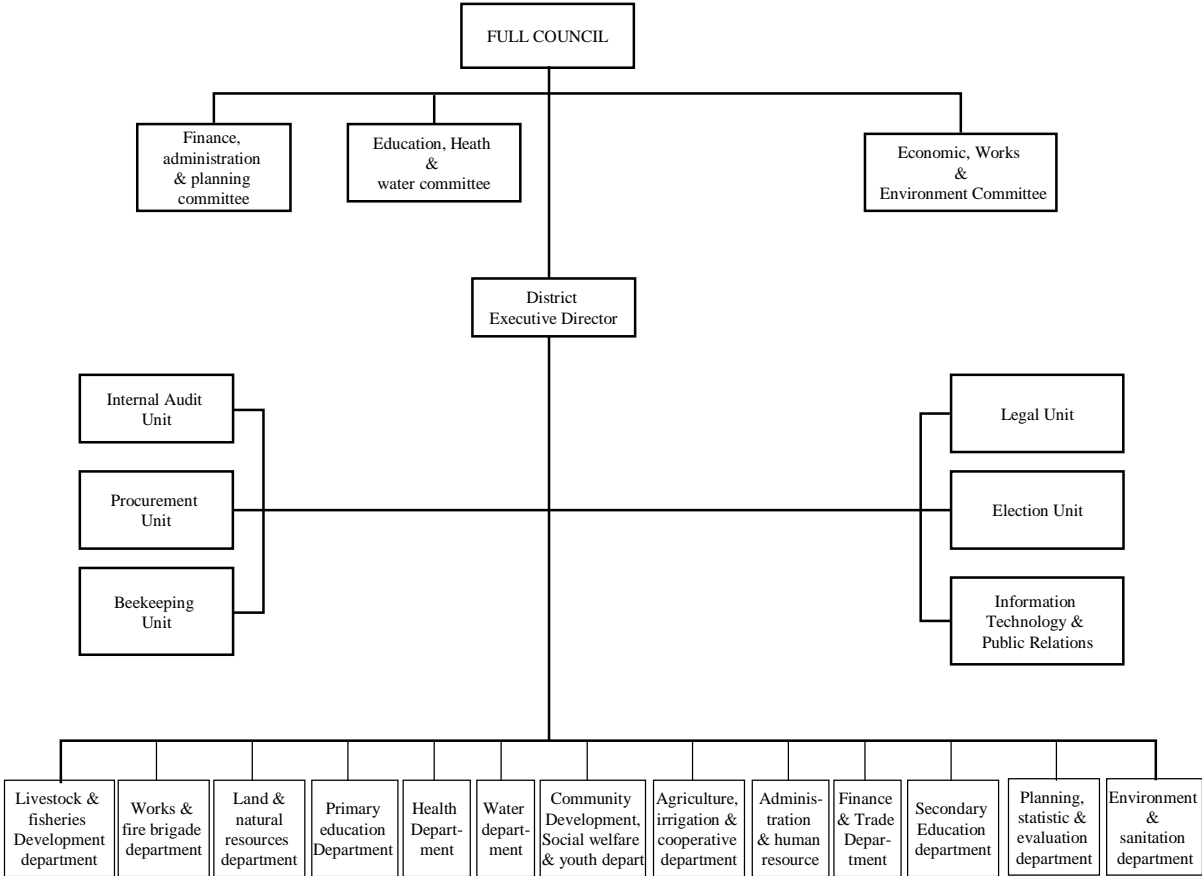 FULL COUNCIL
Finance,
administration
& planning
committee
Education, Heath
&
water committee
Economic, Works
&
Environment Committee
District
Executive Director
Internal Audit
Unit
Legal Unit
Procurement
Unit
Election Unit
Beekeeping
Unit
Information
Technology &
Public Relations
Livestock &
fisheries
Development
department
Works &
fire brigade
department
Land &
natural
resources
department
Primary
education
Department
Health
Depart-
ment
Water
depart-
ment
Community
Development,
Social welfare
& youth depart
Agriculture,
irrigation &
cooperative
department
Adminis-
tration
& human
resource
Finance
& Trade
Depar-
tment
Secondary
Education
department
Planning,
statistic &
evaluation
department
Environment
&
sanitation
department